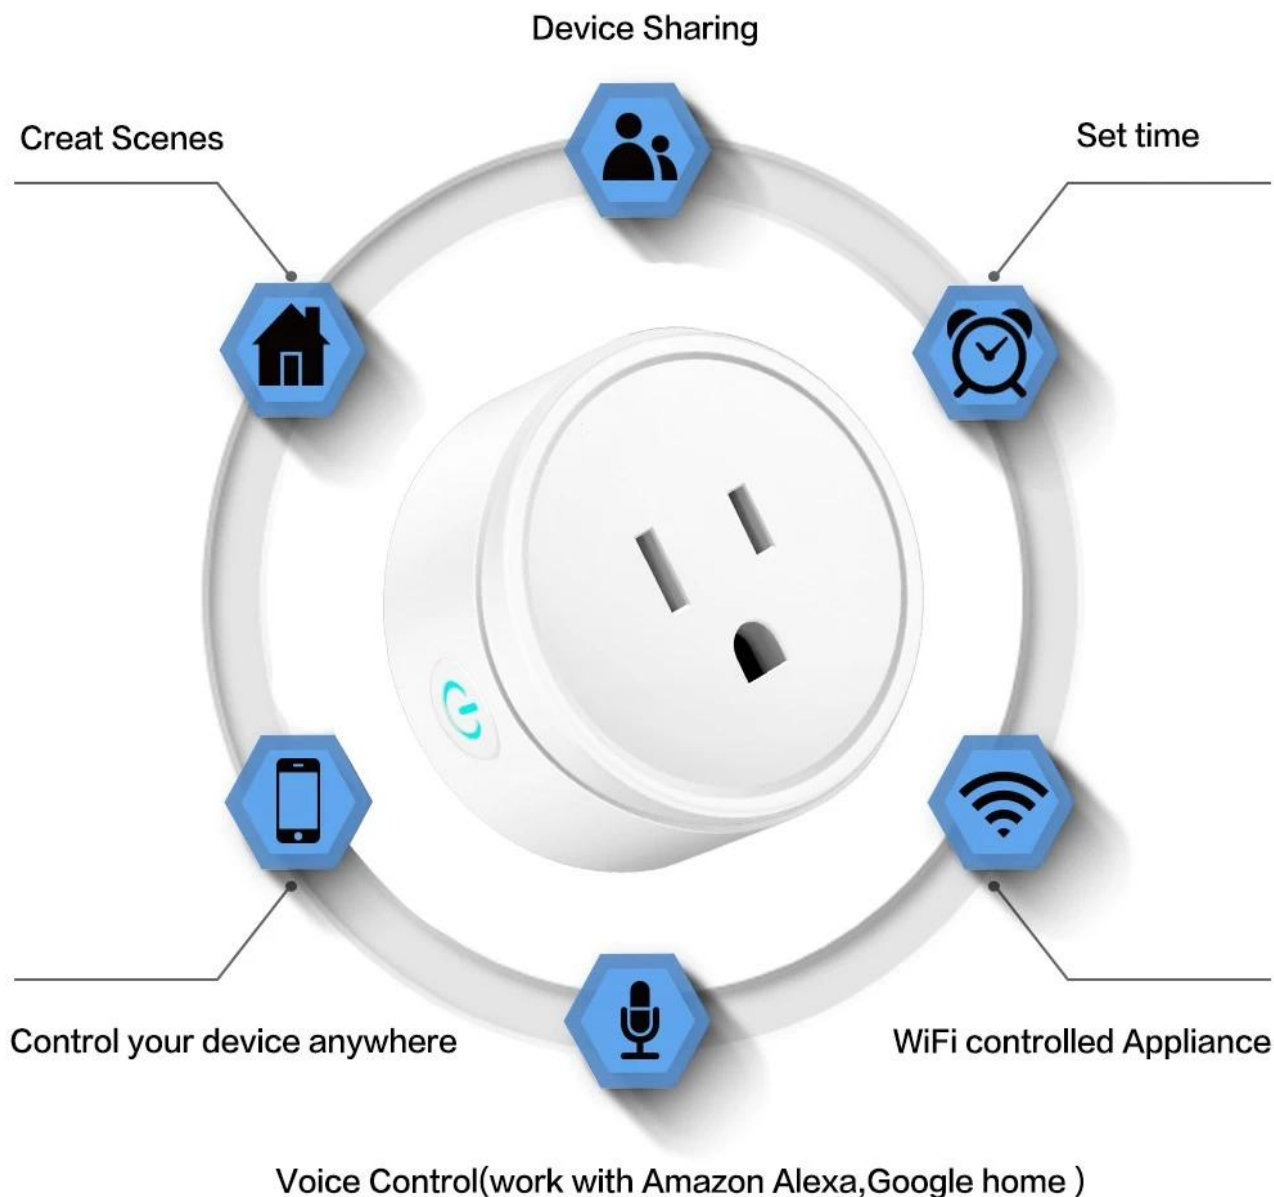 Device Sharing
Creat Scenes
Set time
Control your device anywhere
WiFi controlled Appliance
Voice Control(work with Amazon Alexa,Google home )